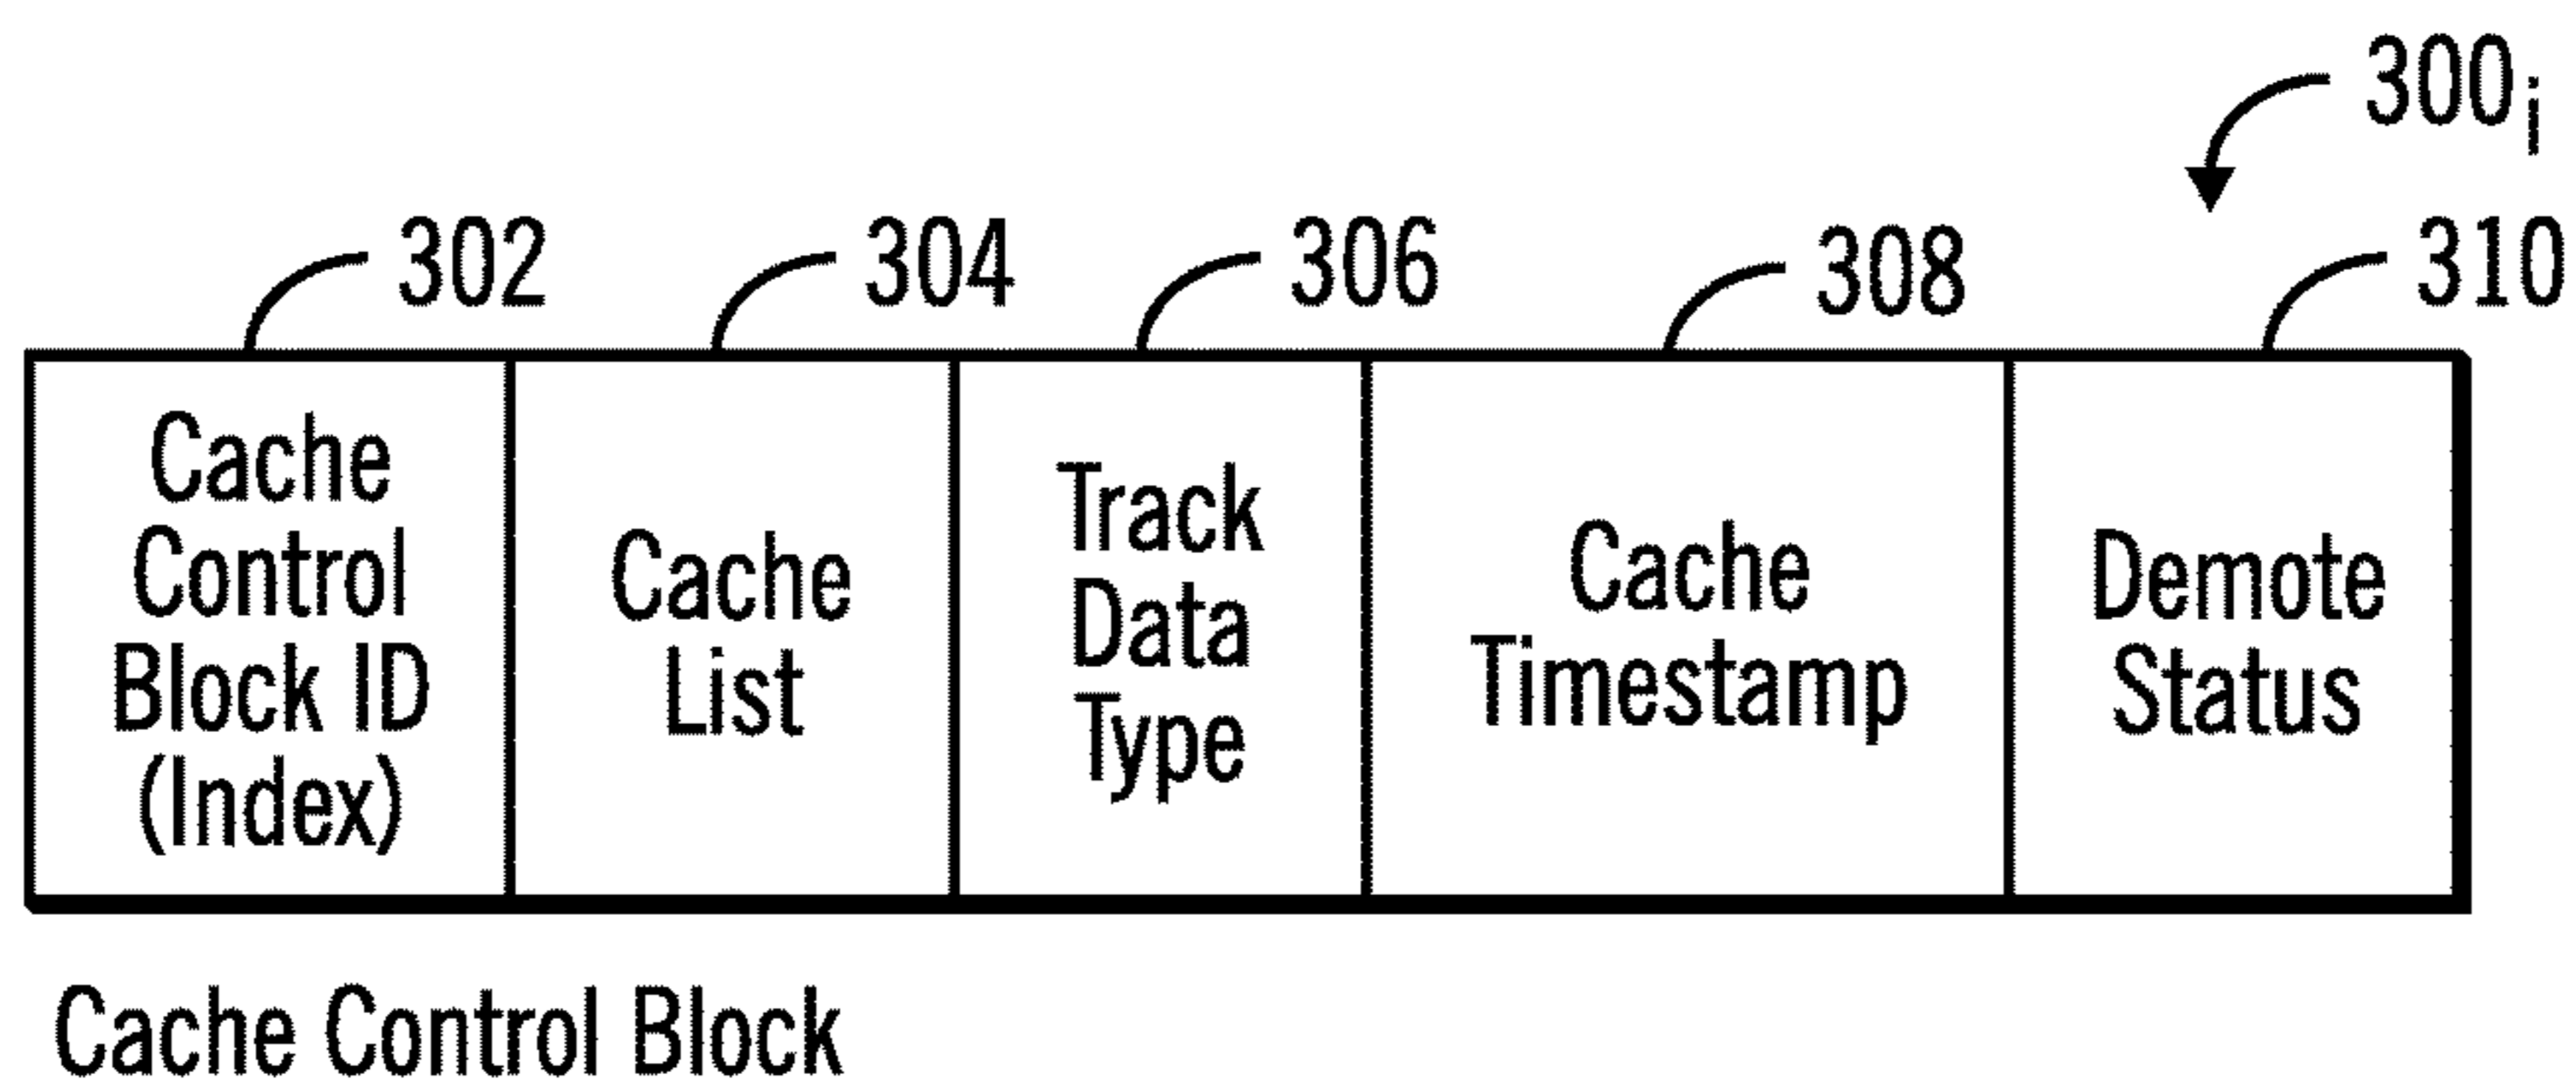 300i
302
304
306
308
310
Cache
Control
Block ID
(Index)
Cache
List
Track
Data
Type
Cache
Timestamp
Demote
Status
Cache Control Block